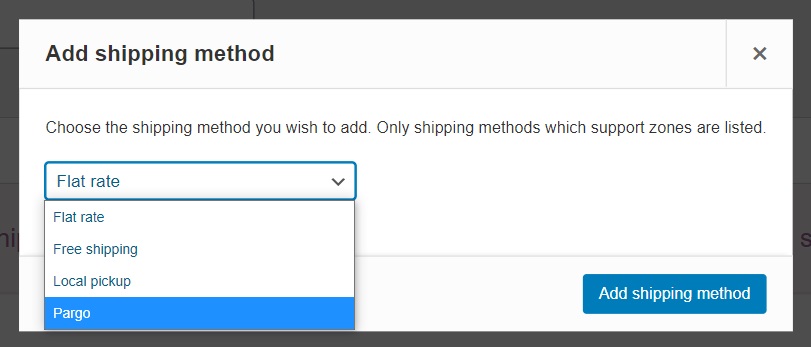 Add shipping method
Choose the shipping method you wish to add. Only shipping methods which support zones are listed.
Flat rate
Flat rate
Free shipping
Local pickup
Pargo
Add shipping method